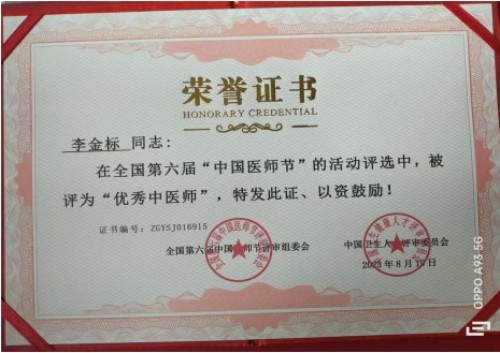 荣誉证书
HONORARY CREDENTIAL
李金标 同志：
在全国第六届“中国医师节”的活动评选中，被
评为“优秀中医师”，特发此证、以资鼓励！
证书编号：ZGYSJ016915
全国第六届中国医师节评审组委会
中国卫生人才评审委员会
2023年8月19日
OPPO A93 5G